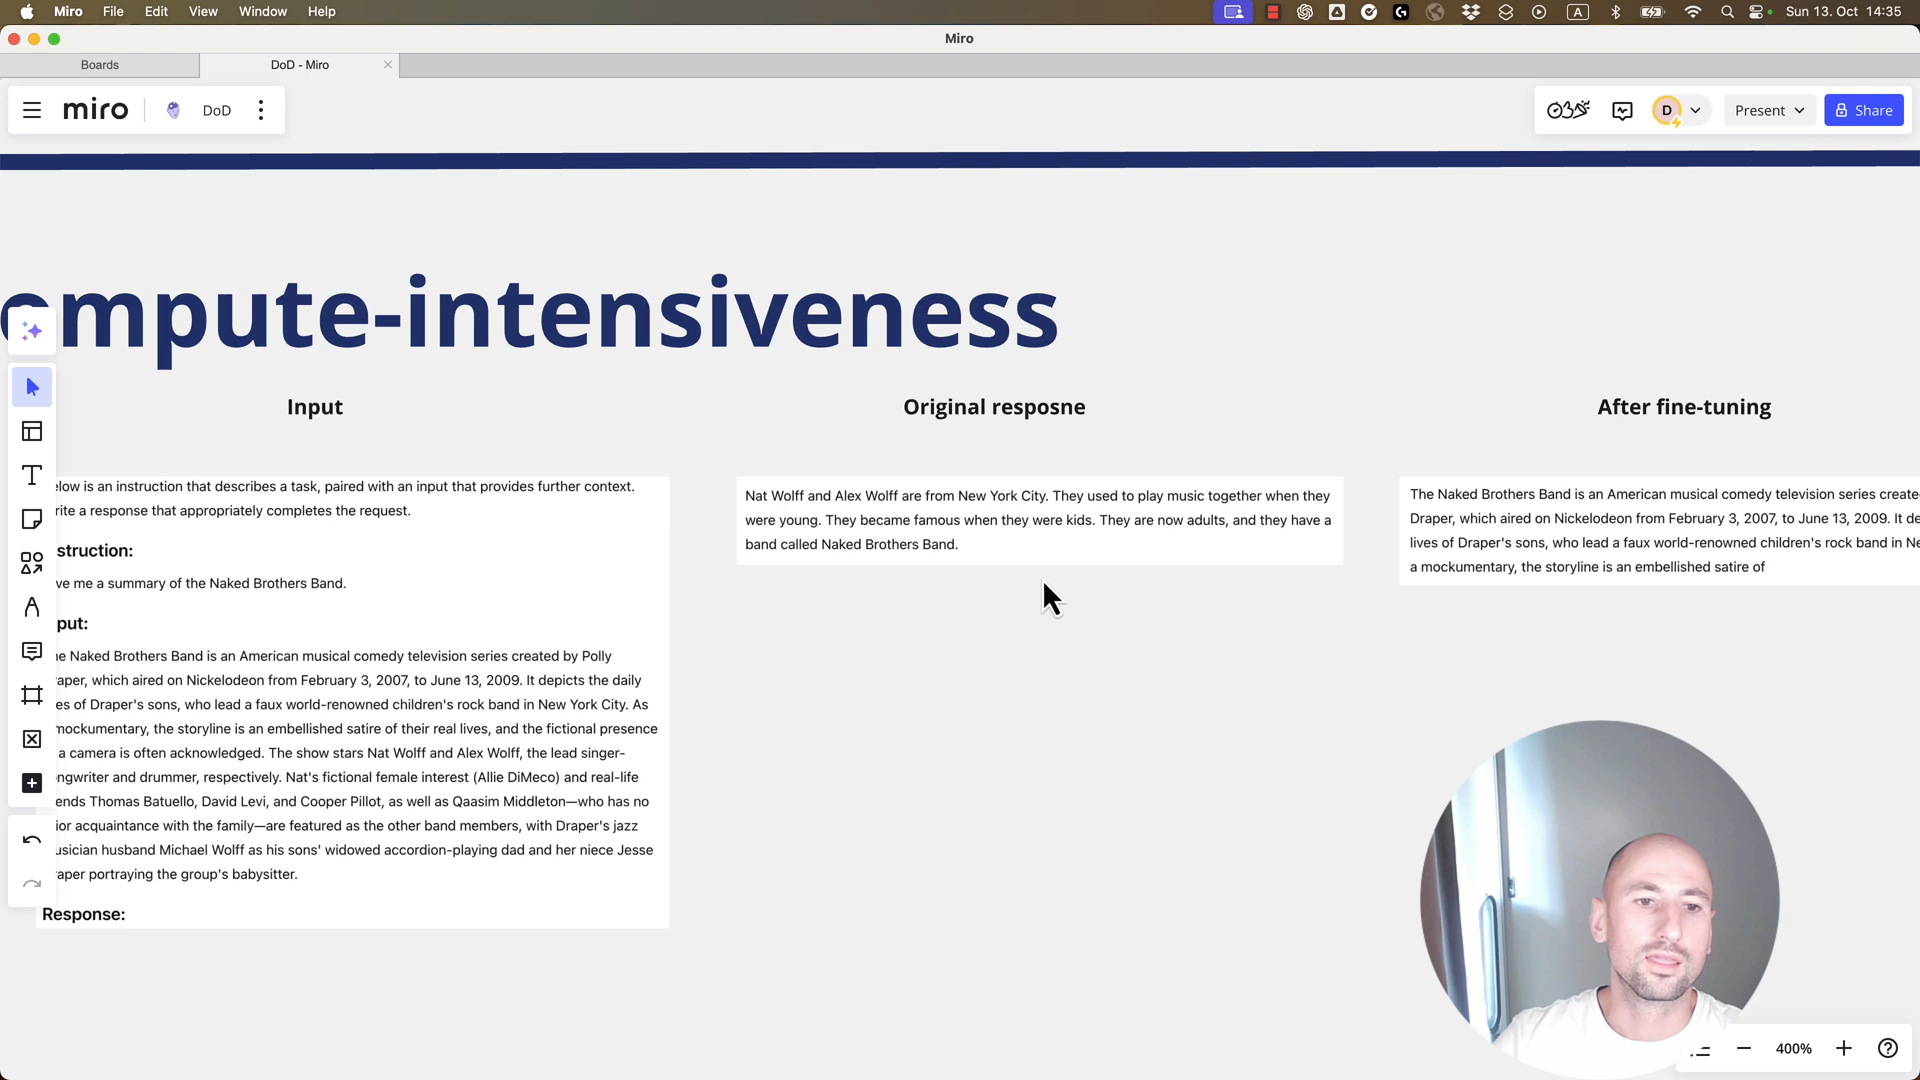 Miro File Edit View Window Help
Sun 13. Oct 14:35
Miro
Boards
DoD - Miro
miro
DoD
D
Present
Share
ompute-intensiveness
Input
Original resposne
After fine-tuning
elow is an instruction that describes a task, paired with an input that provides further context.
rite a response that appropriately completes the request.
struction:
ve me a summary of the Naked Brothers Band.
put:
e Naked Brothers Band is an American musical comedy television series created by Polly
aper, which aired on Nickelodeon from February 3, 2007, to June 13, 2009. It depicts the daily
es of Draper's sons, who lead a faux world-renowned children's rock band in New York City. As
mockumentary, the storyline is an embellished satire of their real lives, and the fictional presence
a camera is often acknowledged. The show stars Nat Wolff and Alex Wolff, the lead singer-
ngwriter and drummer, respectively. Nat's fictional female interest (Allie DiMeco) and real-life
ends Thomas Batuello, David Levi, and Cooper Pillot, as well as Qaasim Middleton—who has no
ior acquaintance with the family—are featured as the other band members, with Draper's jazz
usician husband Michael Wolff as his sons' widowed accordion-playing dad and her niece Jesse
aper portraying the group's babysitter.
Response:
Nat Wolff and Alex Wolff are from New York City. They used to play music together when they
were young. They became famous when they were kids. They are now adults, and they have a
band called Naked Brothers Band.
The Naked Brothers Band is an American musical comedy television series create
Draper, which aired on Nickelodeon from February 3, 2007, to June 13, 2009. It de
lives of Draper's sons, who lead a faux world-renowned children's rock band in Ne
a mockumentary, the storyline is an embellished satire of
400%